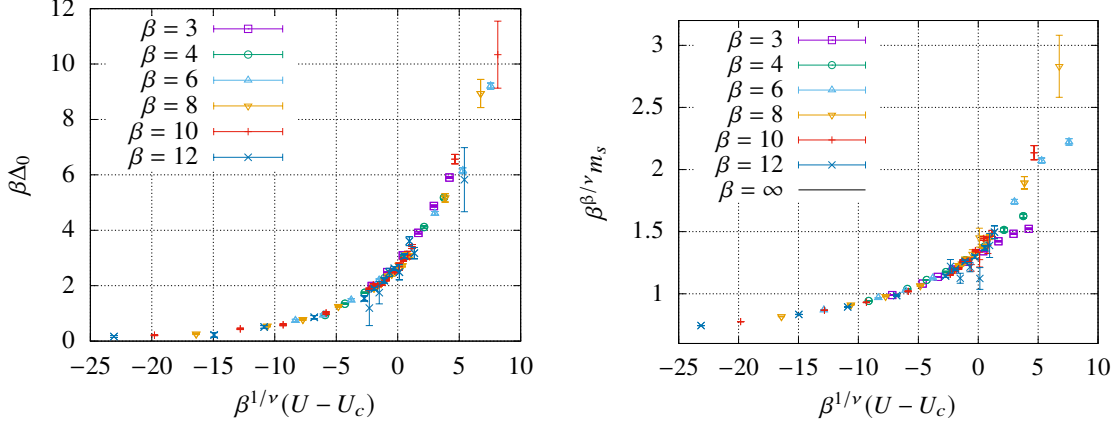 12
10
8
6
4
2
0
βΔ₀
β = 3
β = 4
β = 6
β = 8
β = 10
β = 12
−25 −20 −15 −10 −5 0 5 10
β^{1/ν}(U − U_c)
3
2.5
2
1.5
1
β^{β/ν} m_s
β = 3
β = 4
β = 6
β = 8
β = 10
β = 12
β = ∞
−25 −20 −15 −10 −5 0 5 10
β^{1/ν}(U − U_c)